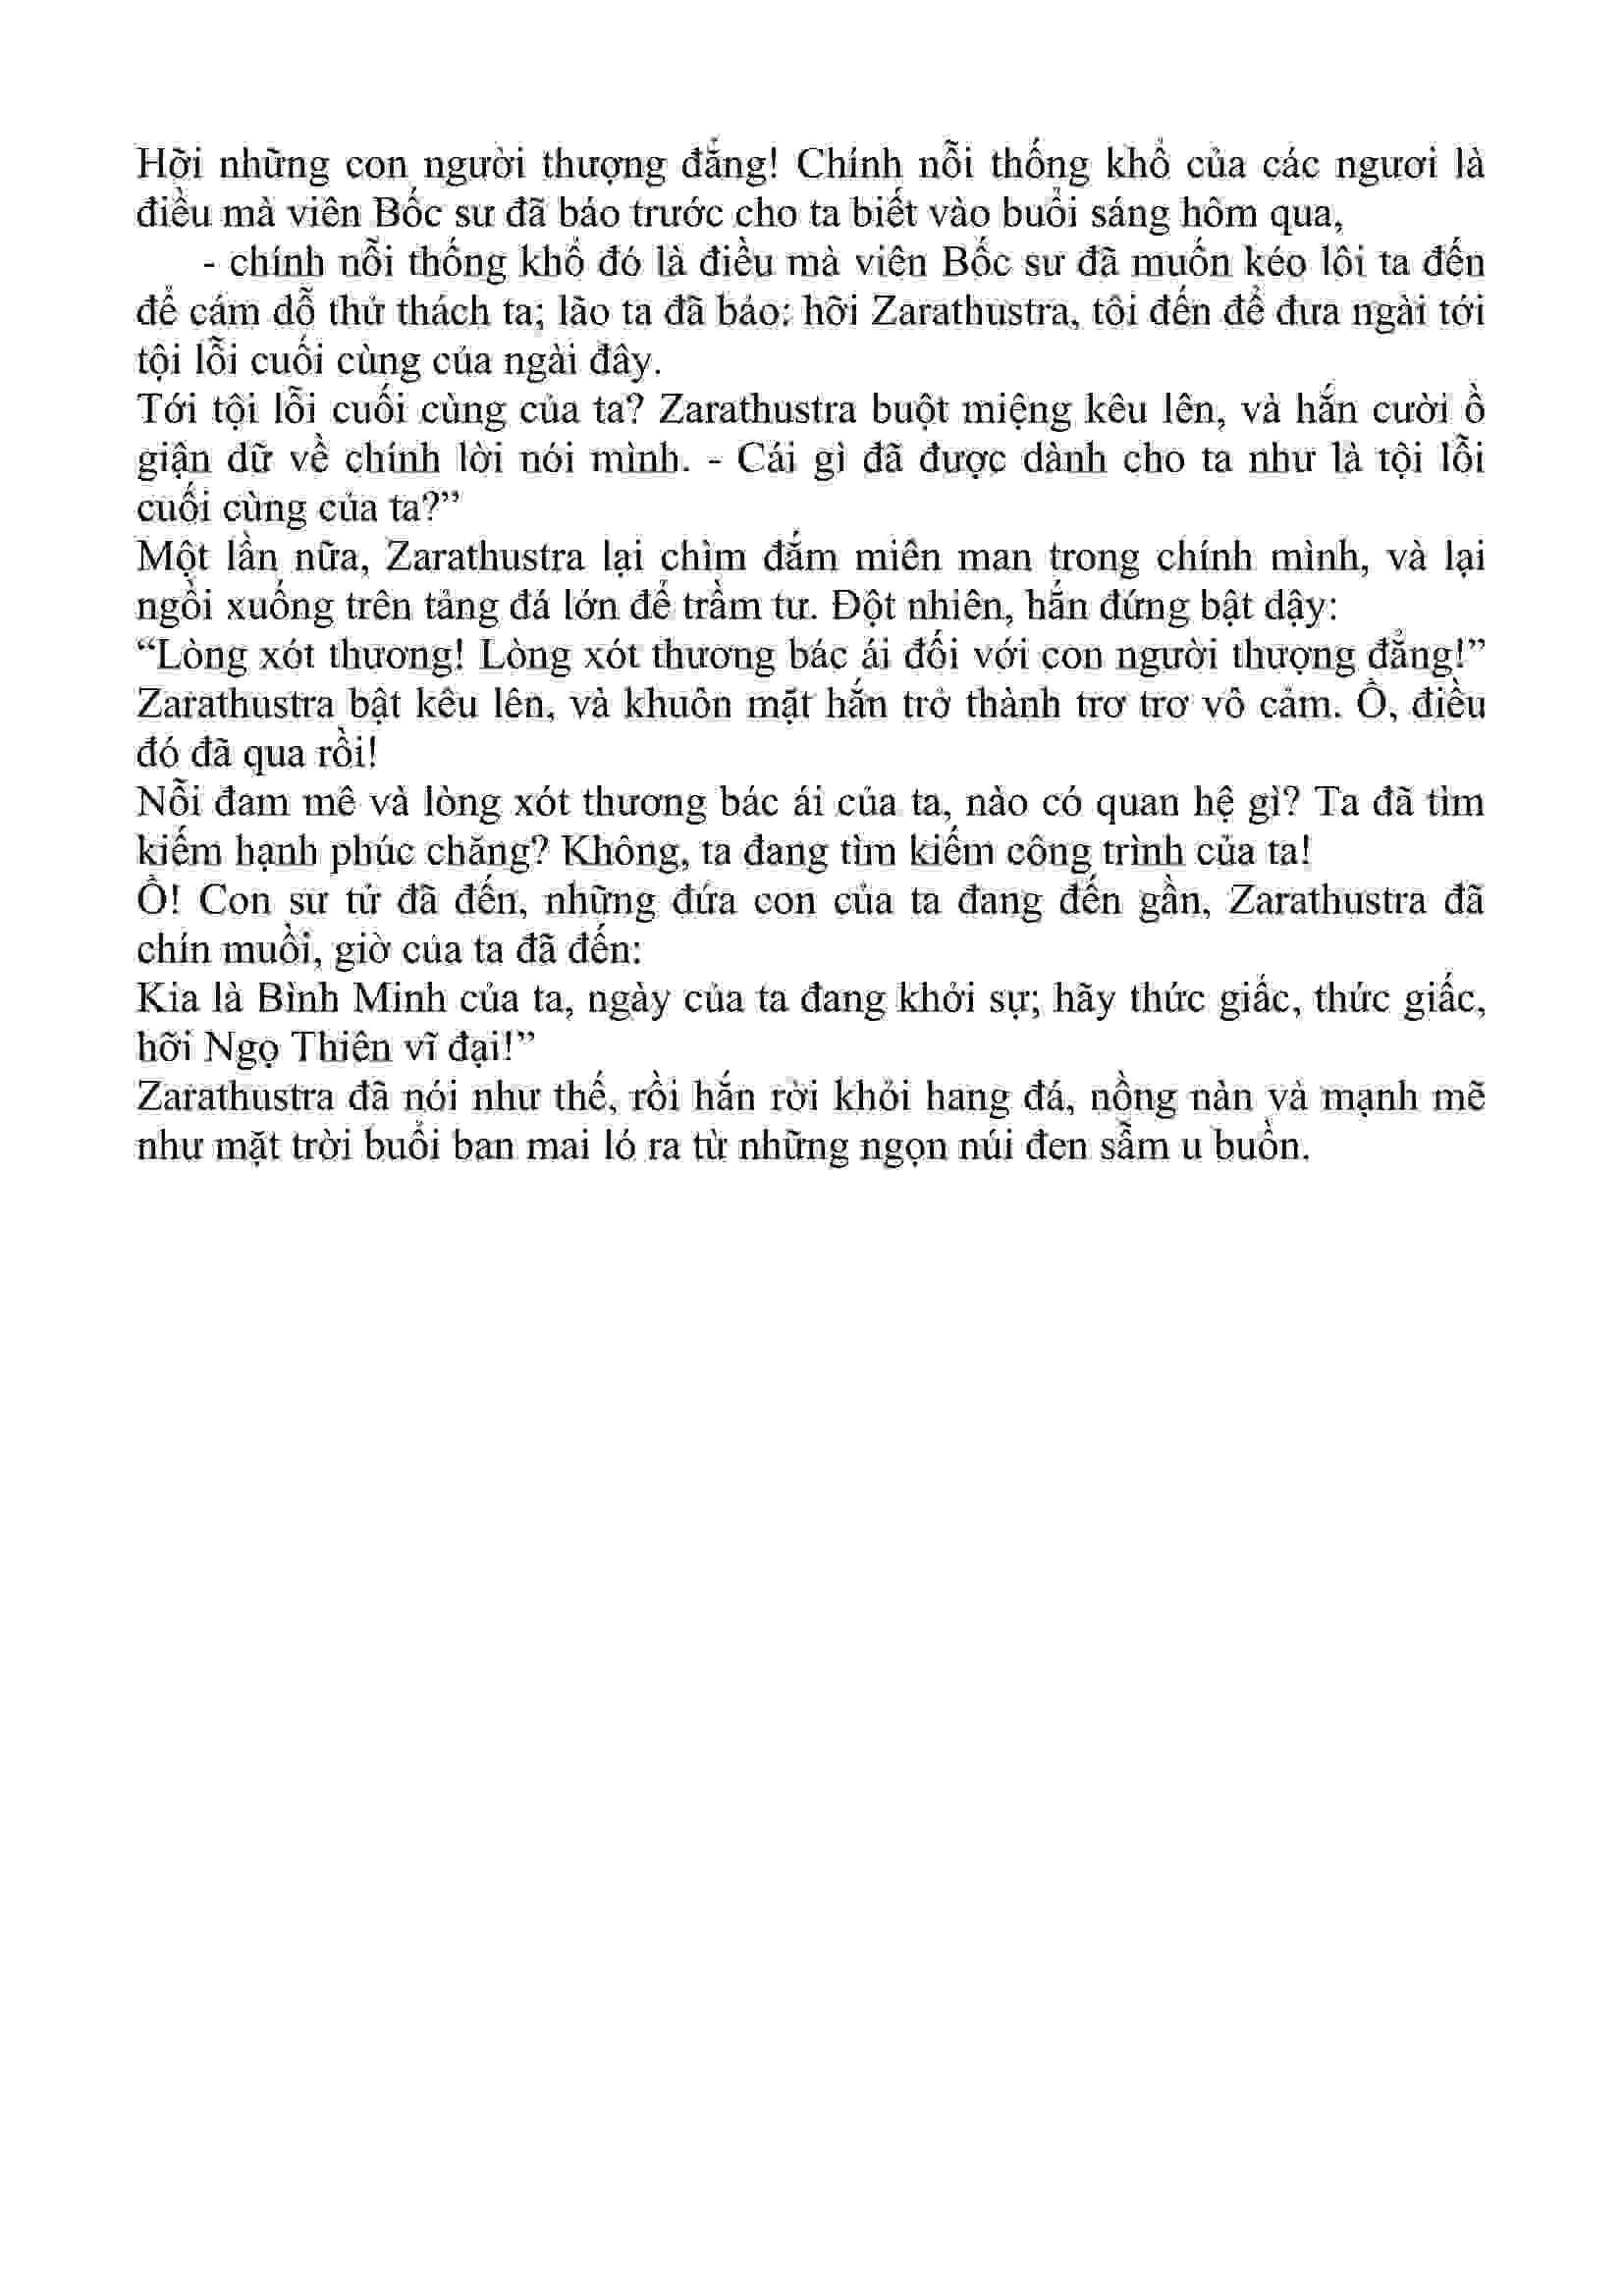 Hỡi những con người thượng đẳng! Chính nỗi thống khổ của các ngươi là
điều mà viên Bốc sư đã báo trước cho ta biết vào buổi sáng hôm qua,
- chính nỗi thống khổ đó là điều mà viên Bốc sư đã muốn kéo lôi ta đến
để cám dỗ thử thách ta; lão ta đã bảo: hỡi Zarathustra, tôi đến để đưa ngài tới
tội lỗi cuối cùng của ngài đây.
Tới tội lỗi cuối cùng của ta? Zarathustra buột miệng kêu lên, và hắn cười ồ
giận dữ về chính lời nói mình. - Cái gì đã được dành cho ta như là tội lỗi
cuối cùng của ta?”
Một lần nữa, Zarathustra lại chìm đắm miên man trong chính mình, và lại
ngồi xuống trên tảng đá lớn để trầm tư. Đột nhiên, hắn đứng bật dậy:
“Lòng xót thương! Lòng xót thương bác ái đối với con người thượng đẳng!”
Zarathustra bật kêu lên, và khuôn mặt hắn trở thành trơ trơ vô cảm. Ồ, điều
đó đã qua rồi!
Nỗi đam mê và lòng xót thương bác ái của ta, nào có quan hệ gì? Ta đã tìm
kiếm hạnh phúc chăng? Không, ta đang tìm kiếm công trình của ta!
Ồ! Con sư tử đã đến, những đứa con của ta đang đến gần, Zarathustra đã
chín muồi, giờ của ta đã đến:
Kia là Bình Minh của ta, ngày của ta đang khởi sự; hãy thức giấc, thức giấc,
hỡi Ngọ Thiên vĩ đại!”
Zarathustra đã nói như thế, rồi hắn rời khỏi hang đá, nồng nàn và mạnh mẽ
như mặt trời buổi ban mai ló ra từ những ngọn núi đen sẫm u buồn.